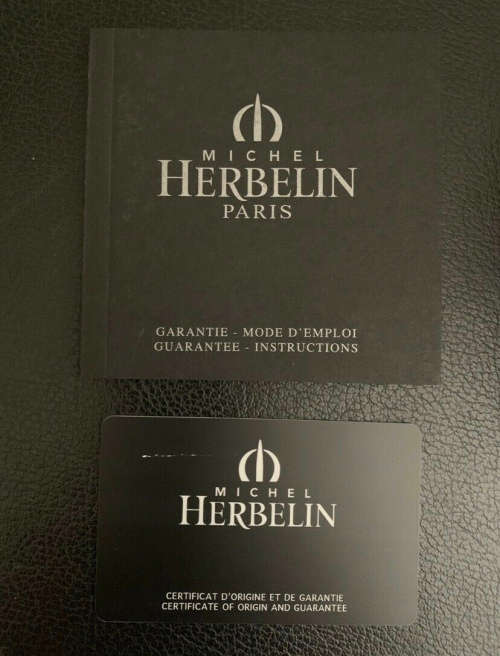 MICHEL
HERBELIN
PARIS
GARANTIE - MODE D'EMPLOI
GUARANTEE - INSTRUCTIONS
MICHEL
HERBELIN
CERTIFICAT D'ORIGINE ET DE GARANTIE
CERTIFICATE OF ORIGIN AND GUARANTEE